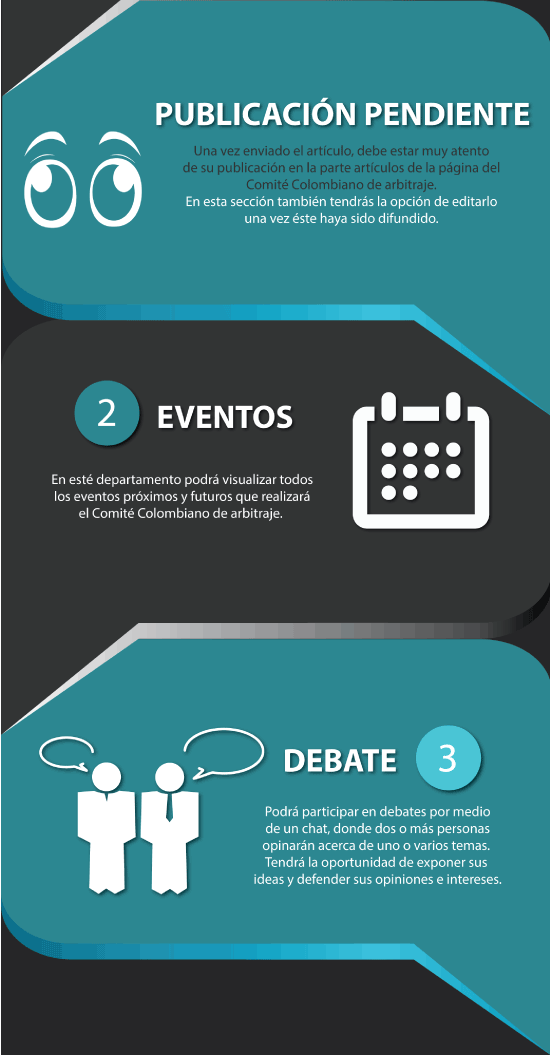 PUBLICACIÓN PENDIENTE
Una vez enviado el artículo, debe estar muy atento
de su publicación en la parte artículos de la página del
Comité Colombiano de arbitraje.
En esta sección también tendrás la opción de editarlo
una vez éste haya sido difundido.
2
EVENTOS
En esté departamento podrá visualizar todos
los eventos próximos y futuros que realizará
el Comité Colombiano de arbitraje.
DEBATE
3
Podrá participar en debates por medio
de un chat, donde dos o más personas
opinarán acerca de uno o varios temas.
Tendrá la oportunidad de exponer sus
ideas y defender sus opiniones e intereses.